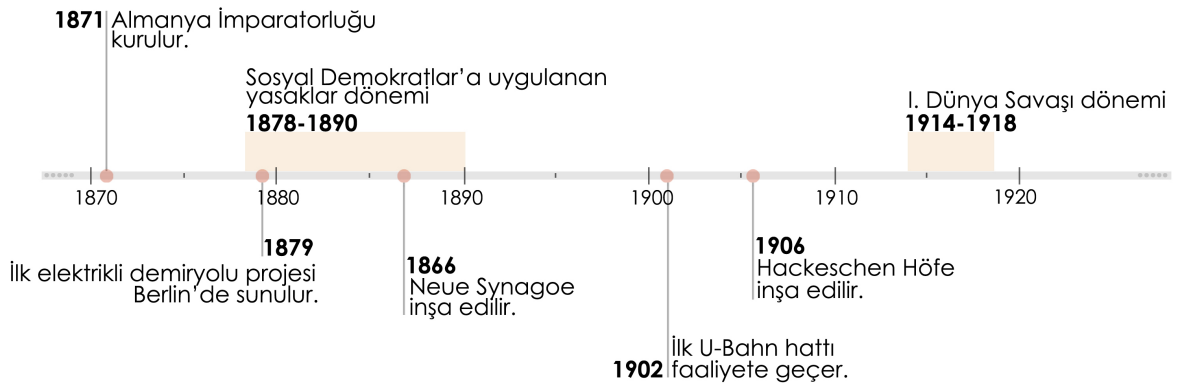 1871 Almanya İmparatorluğu
kurulur.
Sosyal Demokratlar'a uygulanan
yasaklar dönemi
1878-1890
I. Dünya Savaşı dönemi
1914-1918
1870
1880
1890
1900
1910
1920
1879
İlk elektrikli demiryolu projesi
Berlin'de sunulur.
1866
Neue Synagoe
inşa edilir.
1906
Hackeschen Höfe
inşa edilir.
İlk U-Bahn hattı
1902 faaliyete geçer.